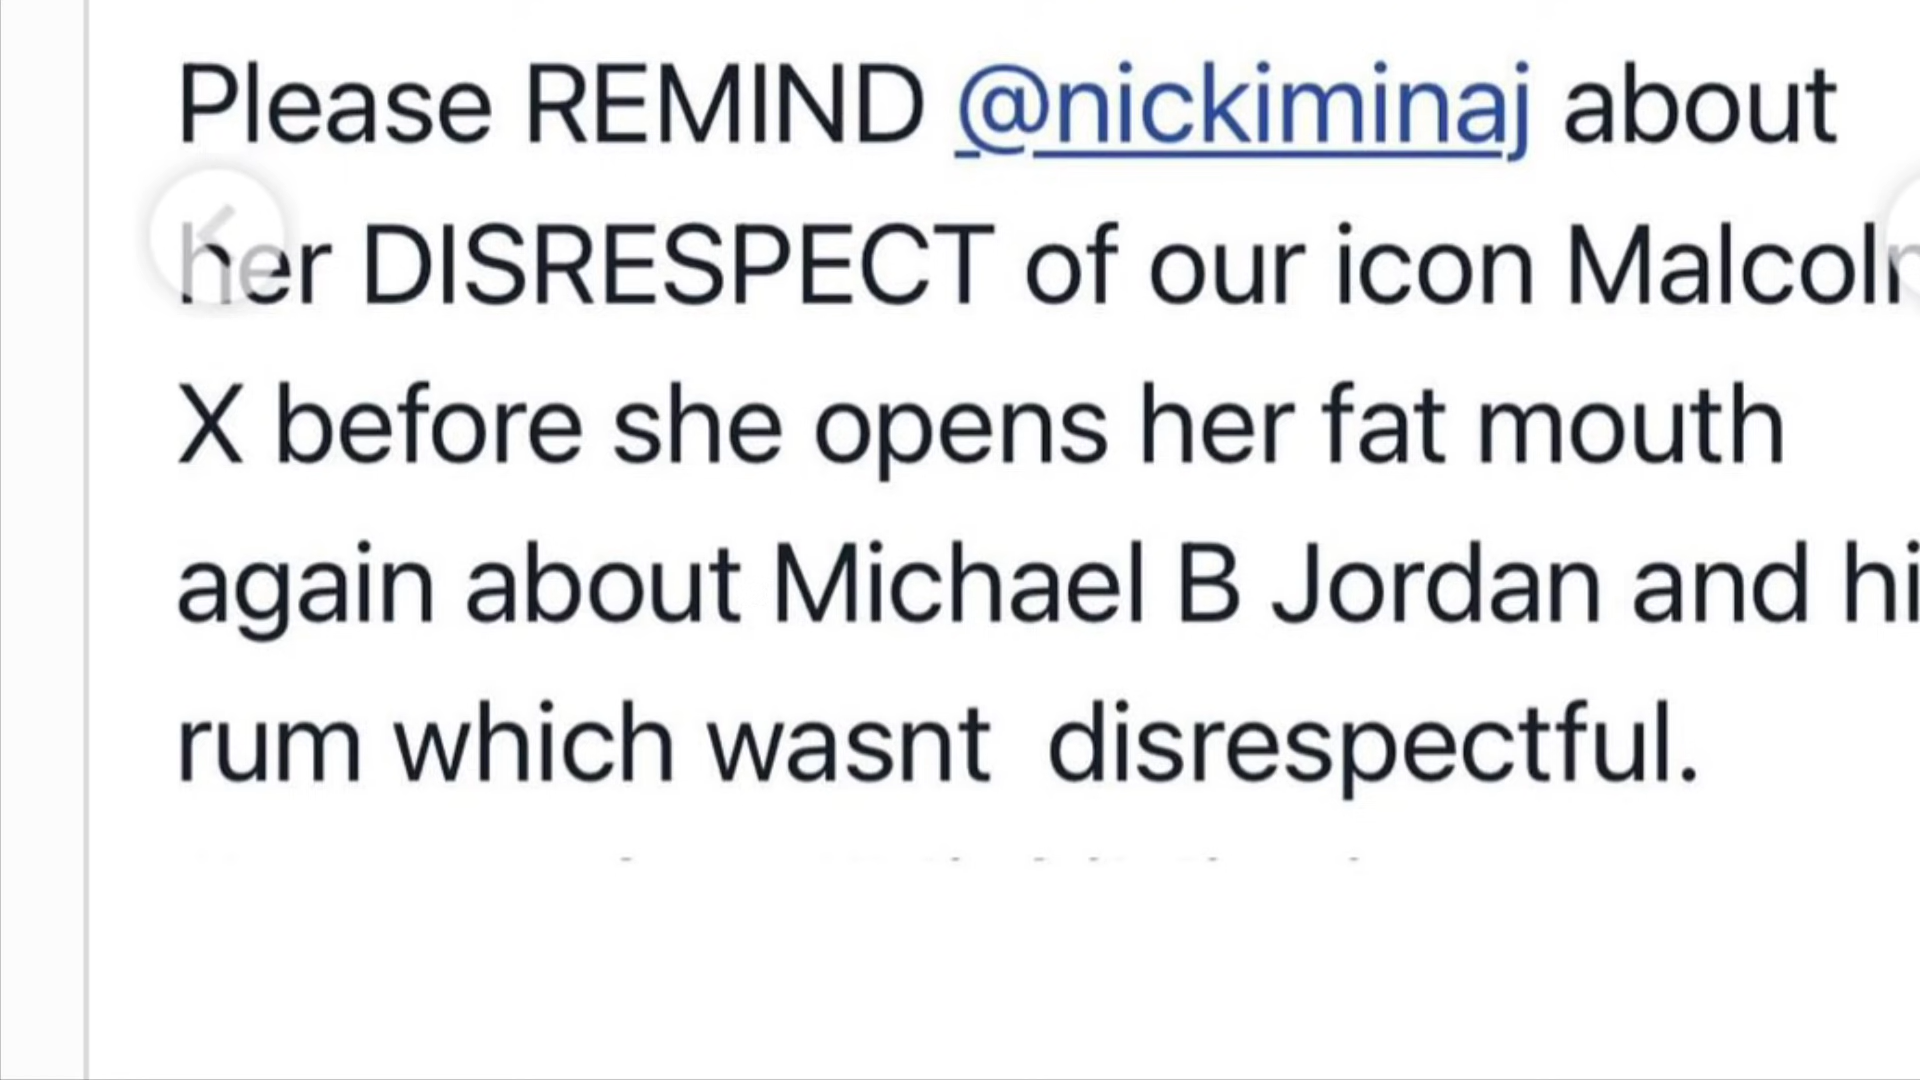 Please REMIND @nickiminaj about
her DISRESPECT of our icon Malcolm
X before she opens her fat mouth
again about Michael B Jordan and hi
rum which wasnt  disrespectful.